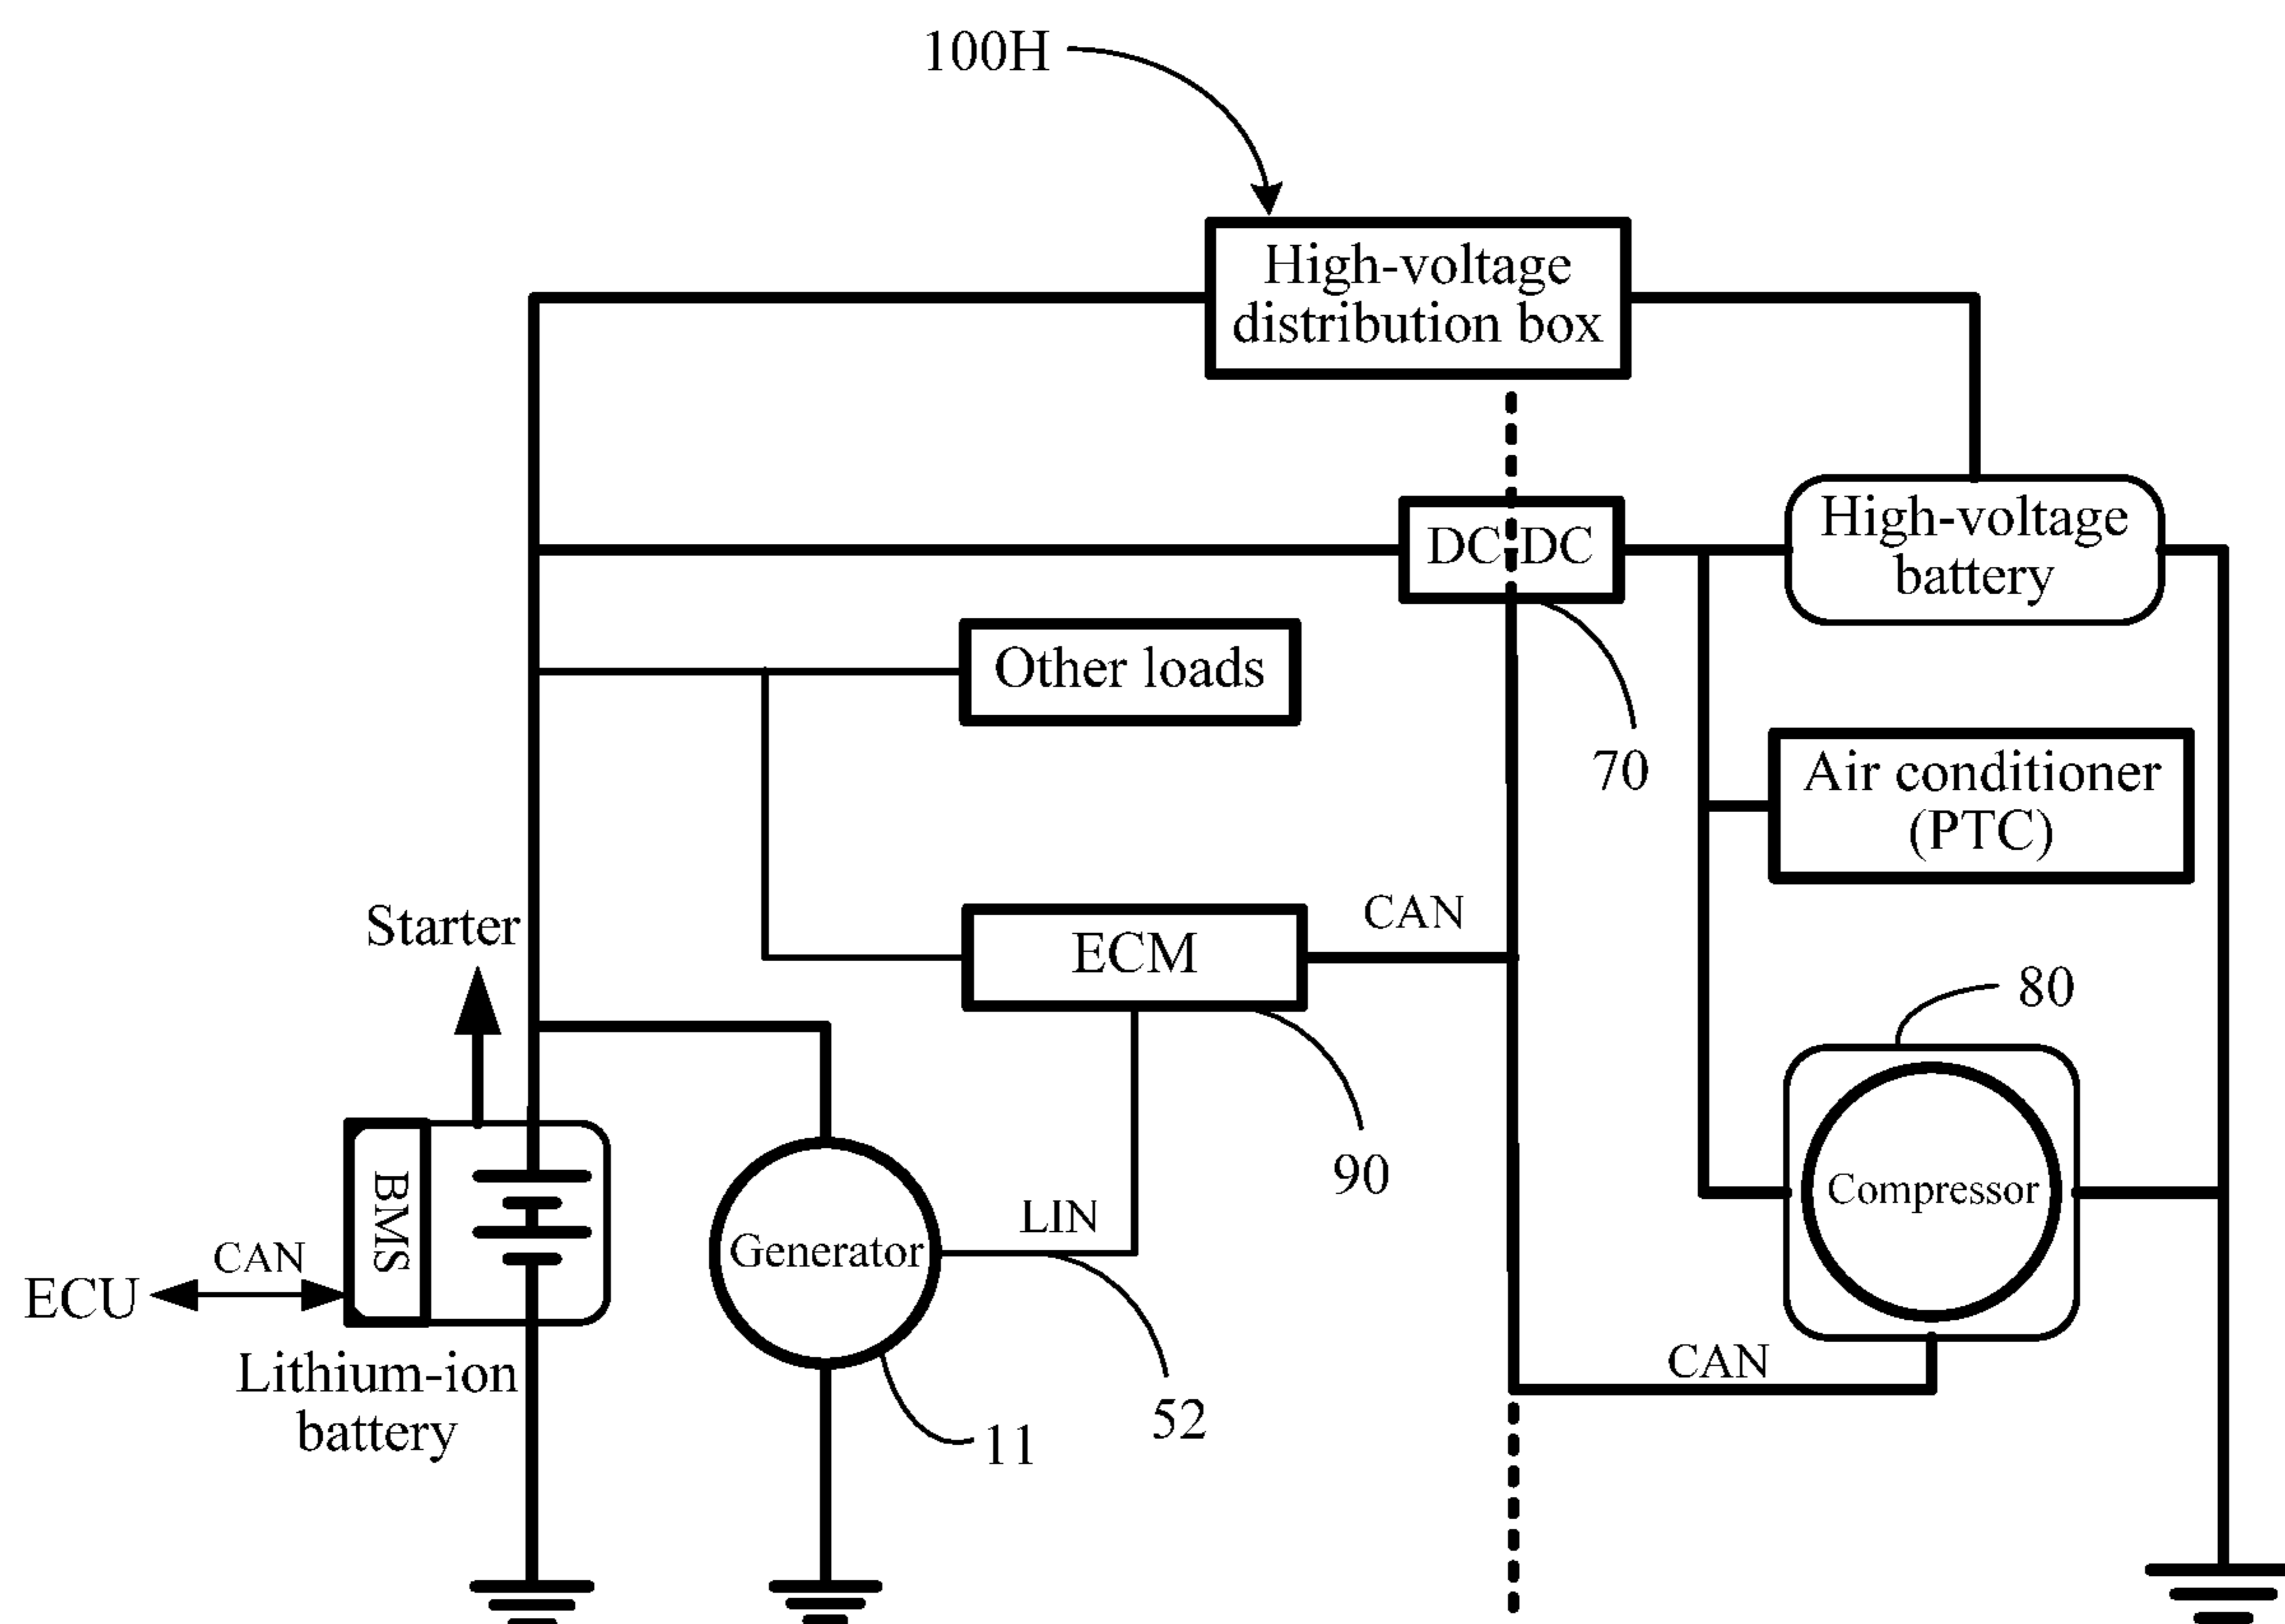 100H
High-voltage
distribution box
DC-DC
High-voltage
battery
Other loads
70
Air conditioner
(PTC)
Starter
ECM
CAN
80
90
BMS
Compressor
LIN
Generator
CAN
ECU
CAN
Lithium-ion
battery
52
11